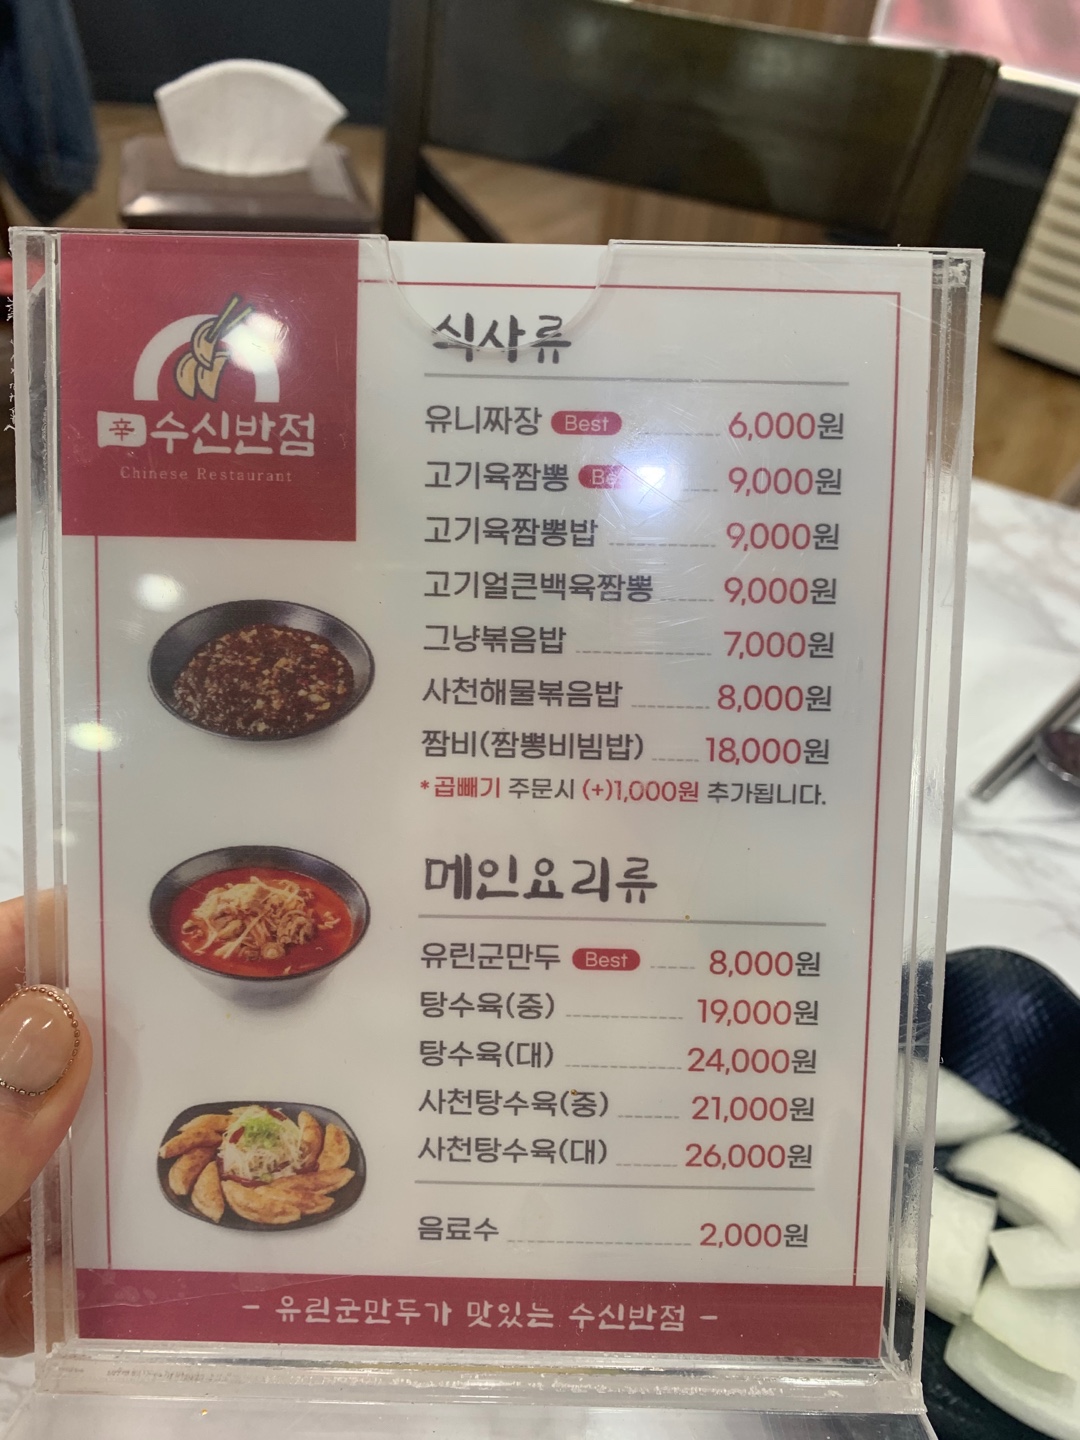 辛 수신반점
Chinese Restaurant
식사류
유니짜장 Best 6,000원
고기육짬뽕 Best 9,000원
고기육짬뽕밥 9,000원
고기얼큰백육짬뽕 9,000원
그냥볶음밥 7,000원
사천해물볶음밥 8,000원
짬비(짬뽕비빔밥) 18,000원
*곱빼기 주문시 (+)1,000원 추가됩니다.
메인요리류
유린군만두 Best 8,000원
탕수육(중) 19,000원
탕수육(대) 24,000원
사천탕수육(중) 21,000원
사천탕수육(대) 26,000원
음료수 2,000원
- 유린군만두가 맛있는 수신반점 -